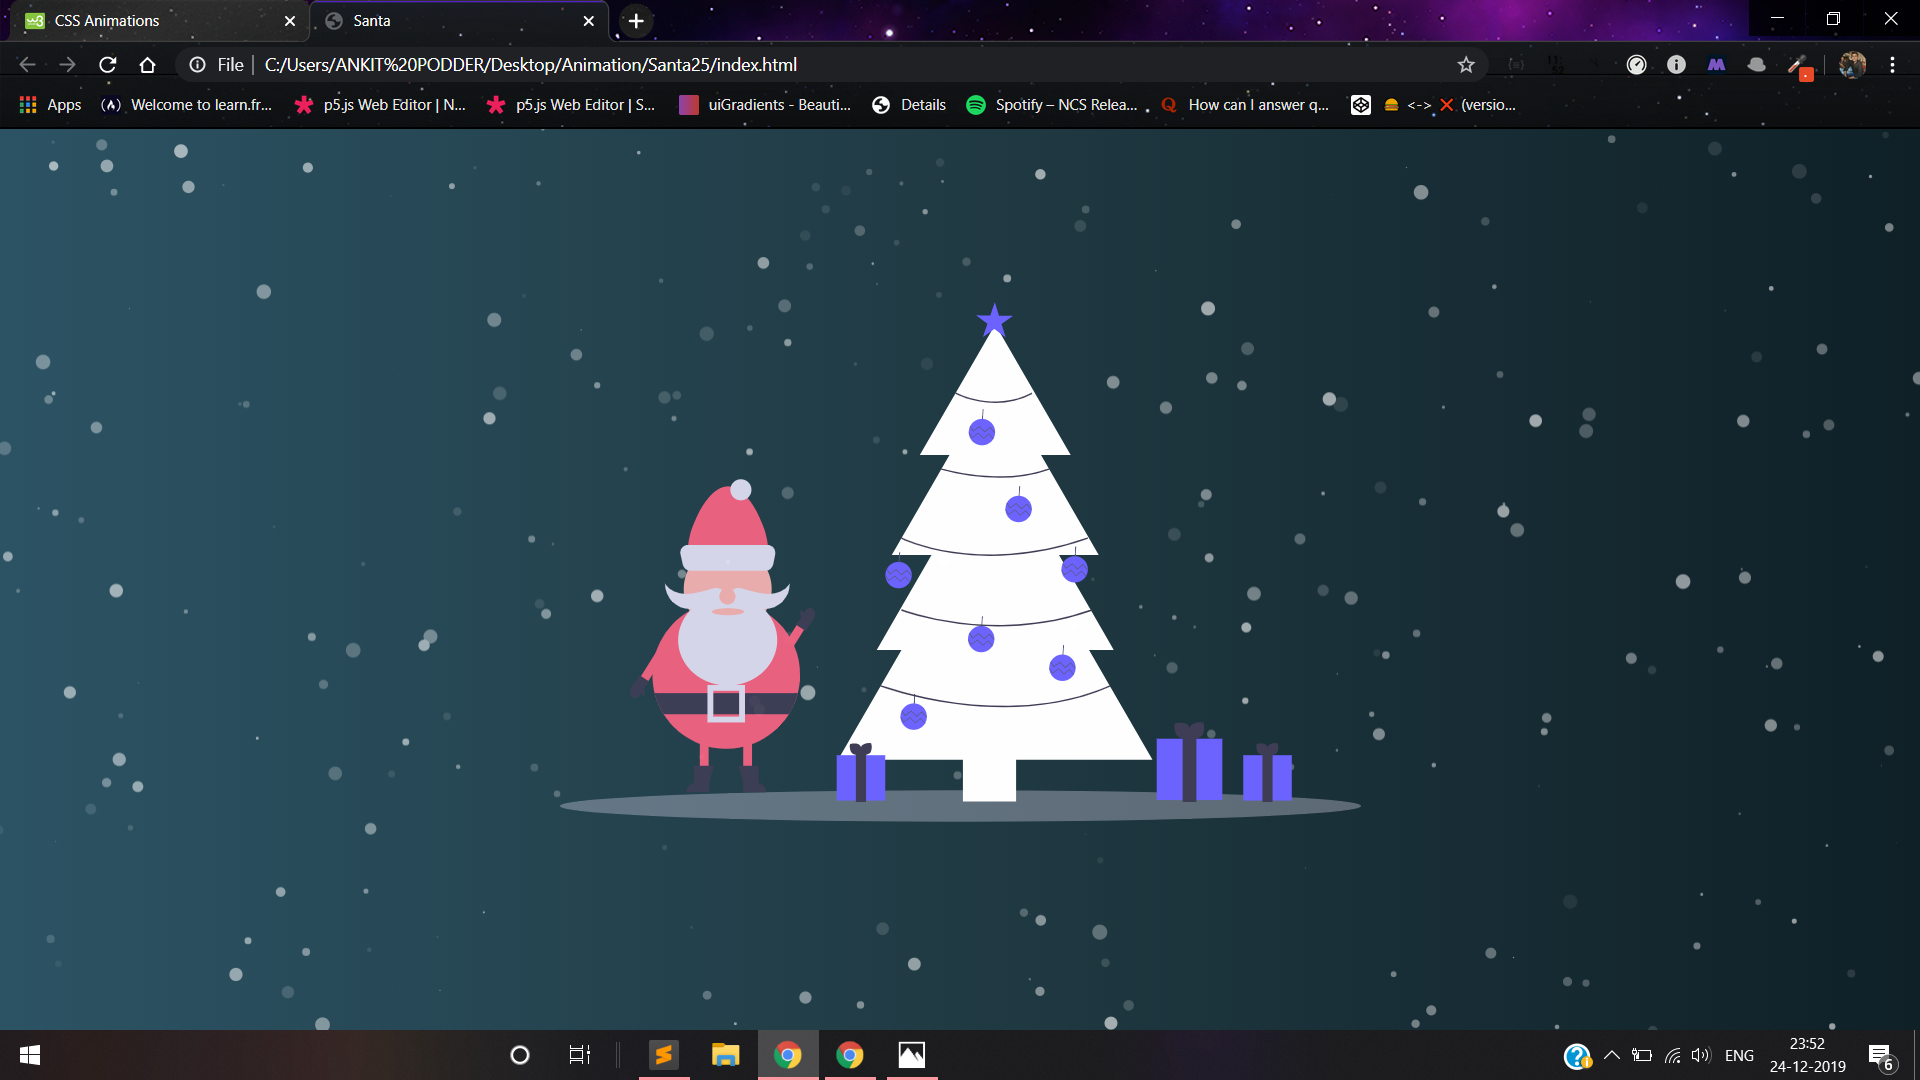 CSS Animations
Santa
File
C:/Users/ANKIT%20PODDER/Desktop/Animation/Santa25/index.html
Apps
Welcome to learn.fr...
p5.js Web Editor | N...
p5.js Web Editor | S...
uiGradients - Beauti...
Details
Spotify – NCS Relea...
How can I answer q...
<-> ❌ (versio...
ENG
23:52
24-12-2019
6